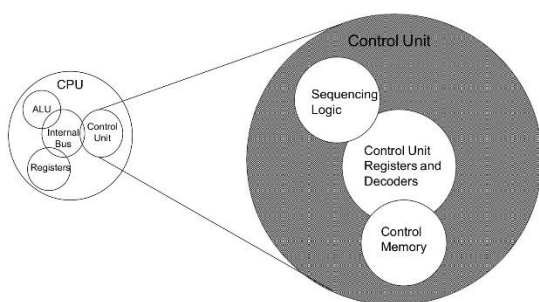 CPU
ALU
Internal
Bus
Control
Unit
Registers
Control Unit
Sequencing
Logic
Control Unit
Registers and
Decoders
Control
Memory